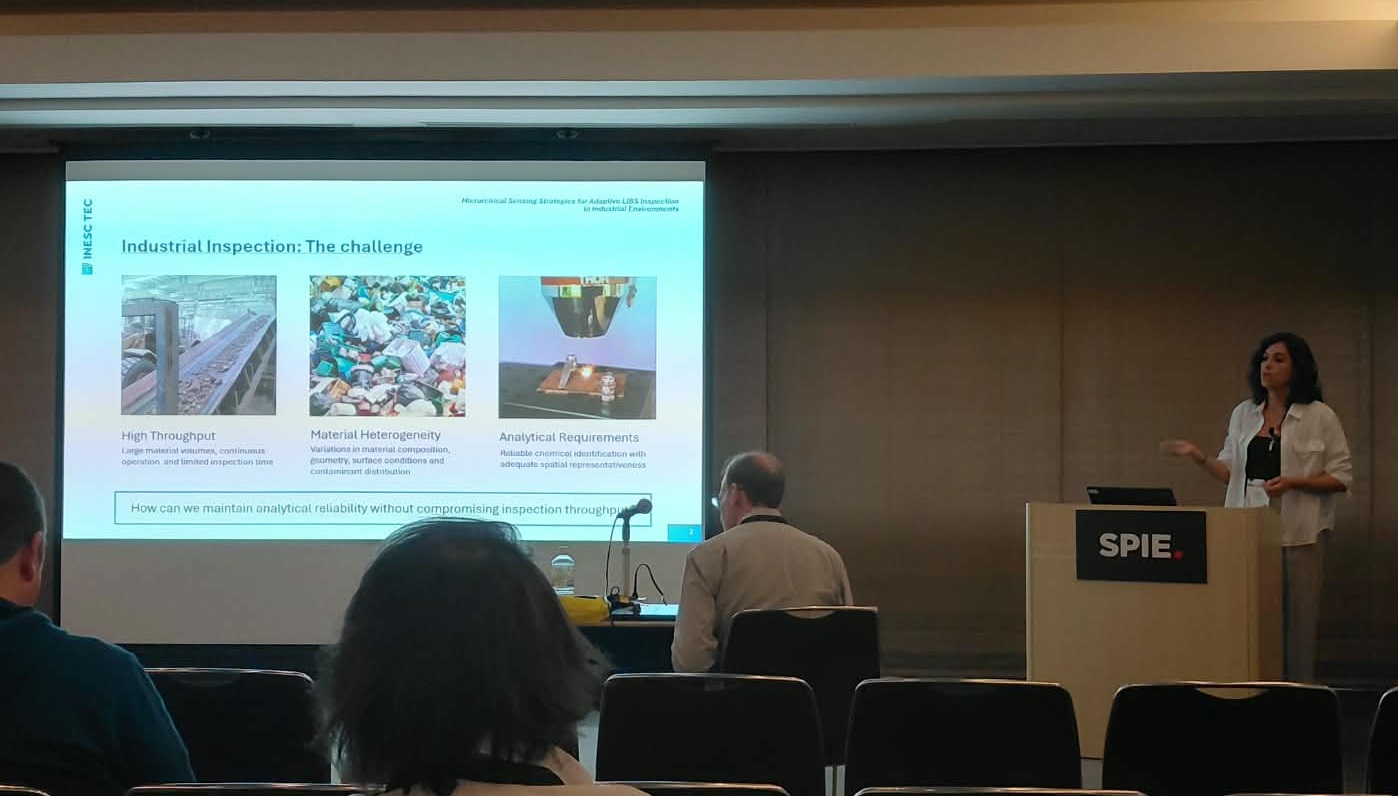 INESC TEC
Hierarchical Sensing Strategies for Adaptive LIBS Inspection
in Industrial Environments
Industrial Inspection: The challenge
High Throughput
Large material volumes, continuous
operation and limited inspection time
Material Heterogeneity
Variations in material composition,
geometry, surface conditions and
contaminant distribution
Analytical Requirements
Reliable chemical identification with
adequate spatial representativeness
How can we maintain analytical reliability without compromising inspection throughpu
SPIE.